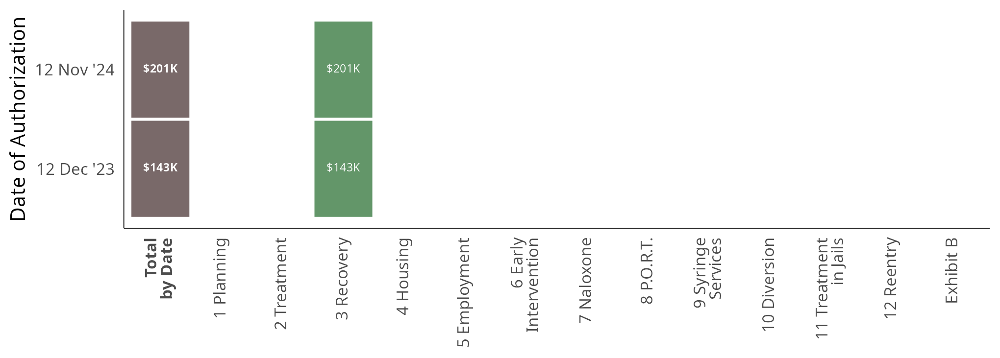 Date of Authorization
12 Nov '24
$201K
$201K
12 Dec '23
$143K
$143K
Total
by Date
1 Planning
2 Treatment
3 Recovery
4 Housing
5 Employment
6 Early
Intervention
7 Naloxone
8 P.O.R.T.
9 Syringe
Services
10 Diversion
11 Treatment
in Jails
12 Reentry
Exhibit B